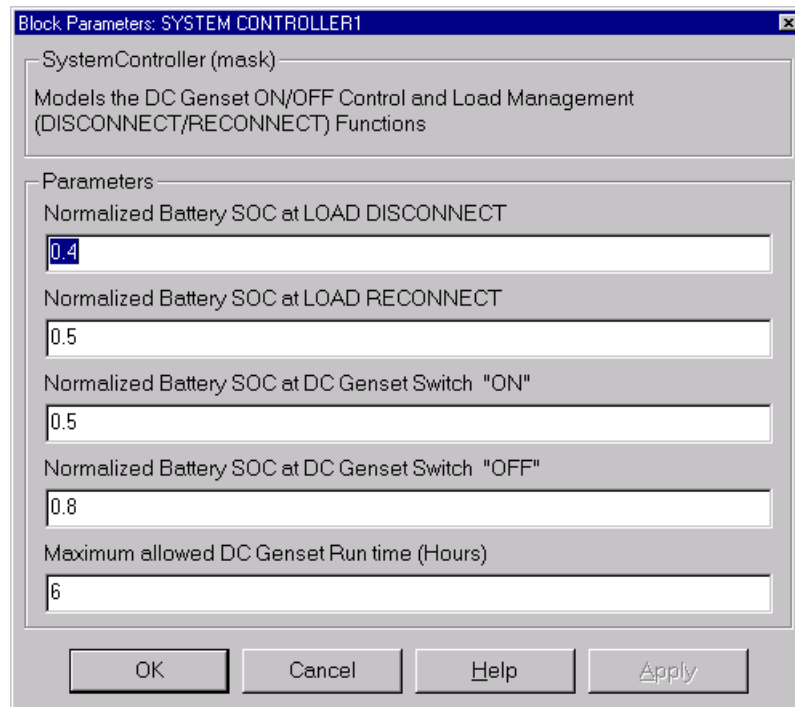 Block Parameters: SYSTEM CONTROLLER1
SystemController (mask)
Models the DC Genset ON/OFF Control and Load Management
(DISCONNECT/RECONNECT) Functions
Parameters
Normalized Battery SOC at LOAD DISCONNECT
0.4
Normalized Battery SOC at LOAD RECONNECT
0.5
Normalized Battery SOC at DC Genset Switch "ON"
0.5
Normalized Battery SOC at DC Genset Switch "OFF"
0.8
Maximum allowed DC Genset Run time (Hours)
6
OK Cancel Help Apply